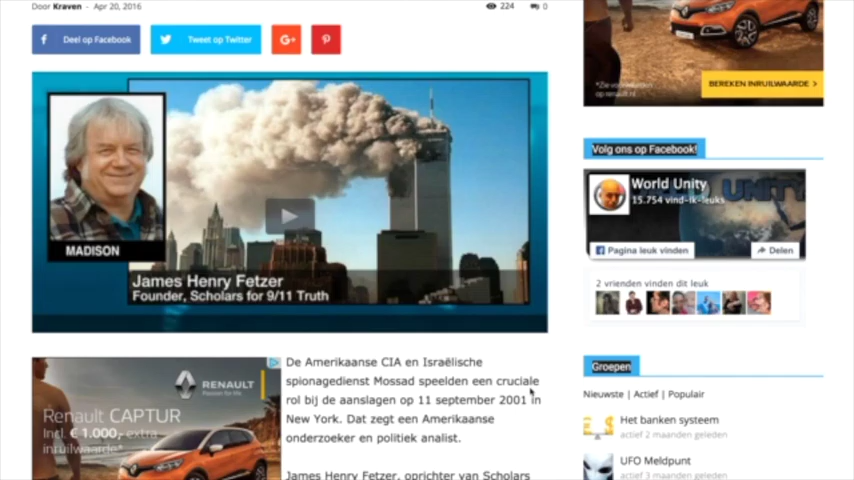 Door Kraven - Apr 20, 2016
224
0
Deel op Facebook
Tweet op Twitter
G+
MADISON
James Henry Fetzer
Founder, Scholars for 9/11 Truth
RENAULT
Passion for life
Renault CAPTUR
Incl. € 1.000,- extra
inruilwaarde*
De Amerikaanse CIA en Israëlische
spionagedienst Mossad speelden een cruciale
rol bij de aanslagen op 11 september 2001 in
New York. Dat zegt een Amerikaanse
onderzoeker en politiek analist.
James Henry Fetzer, oprichter van Scholars
op renault.nl
BEREKEN INRUILWAARDE >
Volg ons op Facebook!
World Unity
15.754 vind-ik-leuks
Pagina leuk vinden
Delen
2 vrienden vinden dit leuk
Groepen
Nieuwste | Actief | Populair
Het banken systeem
actief 2 maanden geleden
UFO Meldpunt
actief 3 maanden geleden